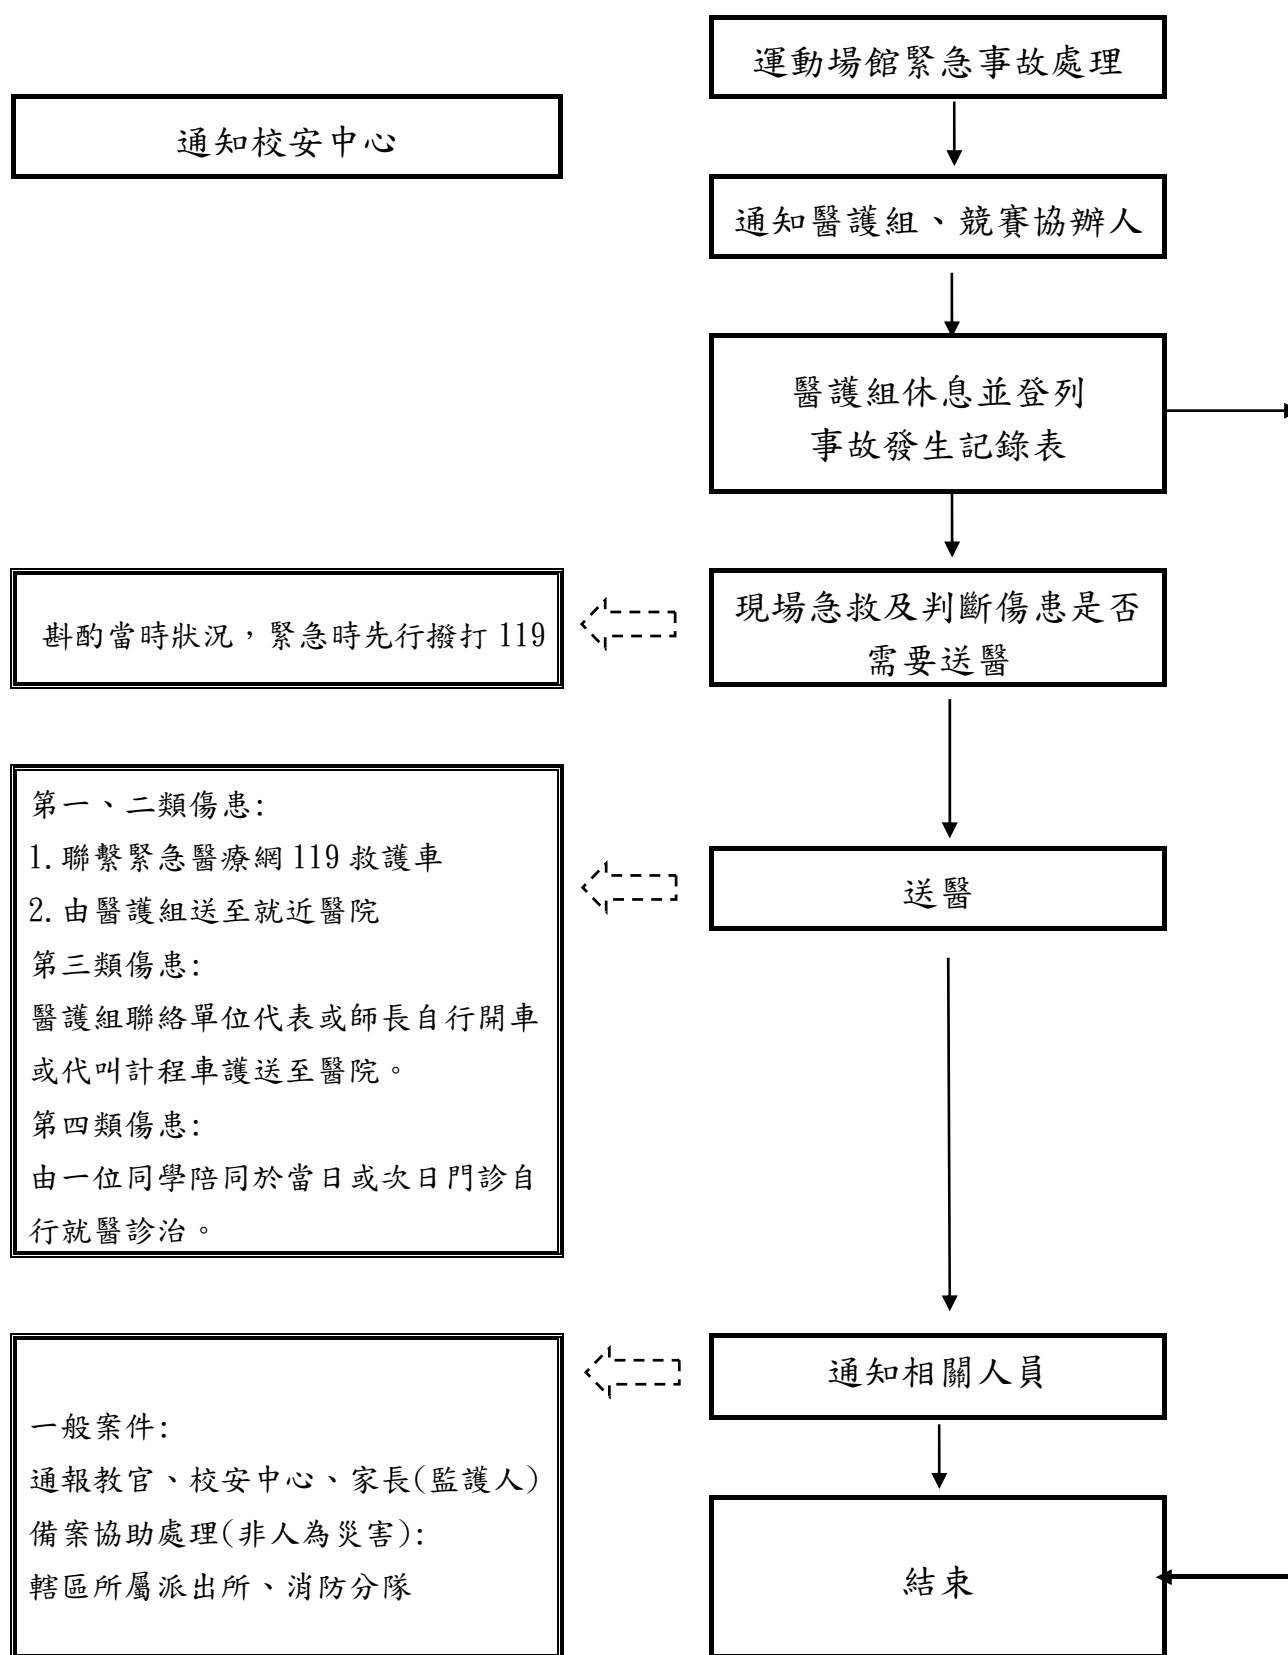 運動場館緊急事故處理
通知校安中心
通知醫護組、競賽協辦人
醫護組休息並登列
事故發生記錄表
現場急救及判斷傷患是否
需要送醫
斟酌當時狀況，緊急時先行撥打119
送醫
第一、二類傷患:
1.聯繫緊急醫療網119救護車
2.由醫護組送至就近醫院
第三類傷患:
醫護組聯絡單位代表或師長自行開車
或代叫計程車護送至醫院。
第四類傷患:
由一位同學陪同於當日或次日門診自
行就醫診治。
通知相關人員
一般案件:
通報教官、校安中心、家長(監護人)
備案協助處理(非人為災害):
轄區所屬派出所、消防分隊
結束